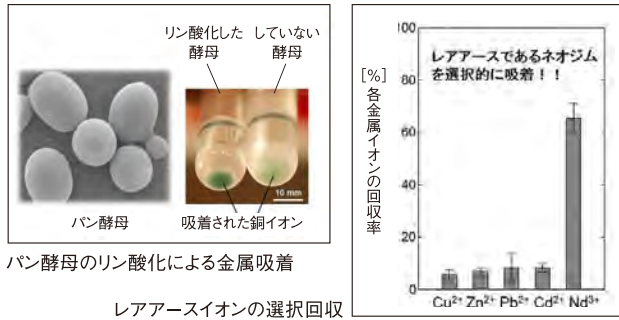 リン酸化した していない
酵母 酵母
10 mm
パン酵母 吸着された銅イオン
パン酵母のリン酸化による金属吸着
レアアースイオンの選択回収
レアアースであるネオジム
を選択的に吸着！！
[%]各金属イオンの回収率
100
80
60
40
20
0
Cu²⁺ Zn²⁺ Pb²⁺ Cd²⁺ Nd³⁺